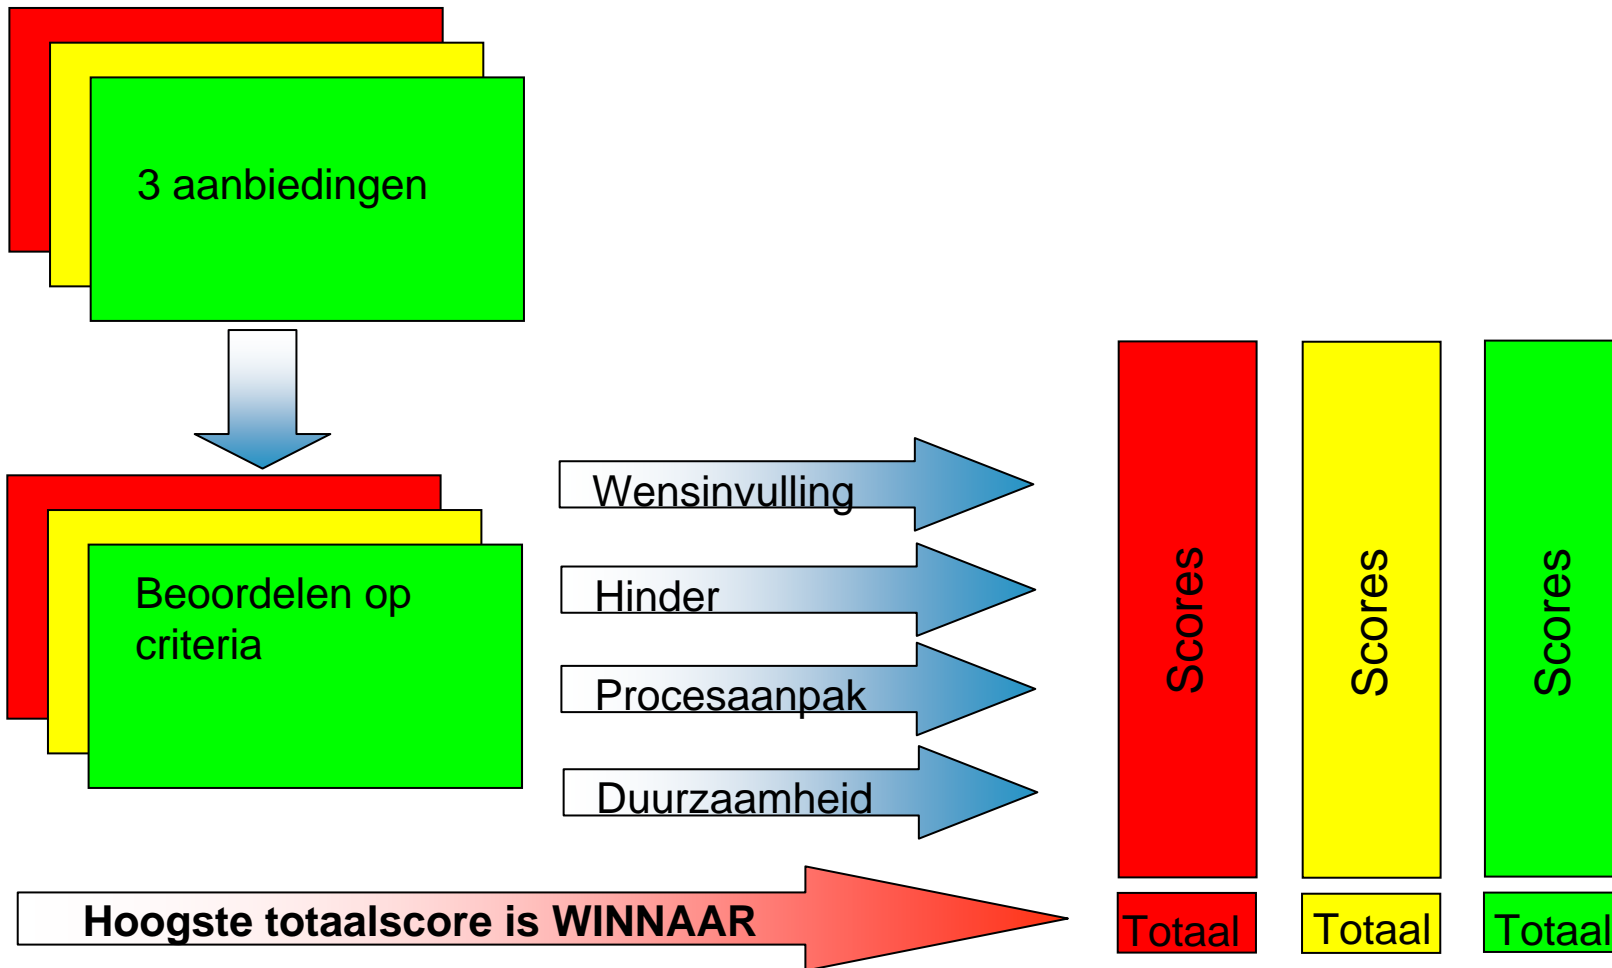 3 aanbiedingen
Beoordelen op
criteria
Wensinvulling
Hinder
Procesaanpak
Duurzaamheid
Scores
Scores
Scores
Hoogste totaalscore is WINNAAR
Totaal
Totaal
Totaal